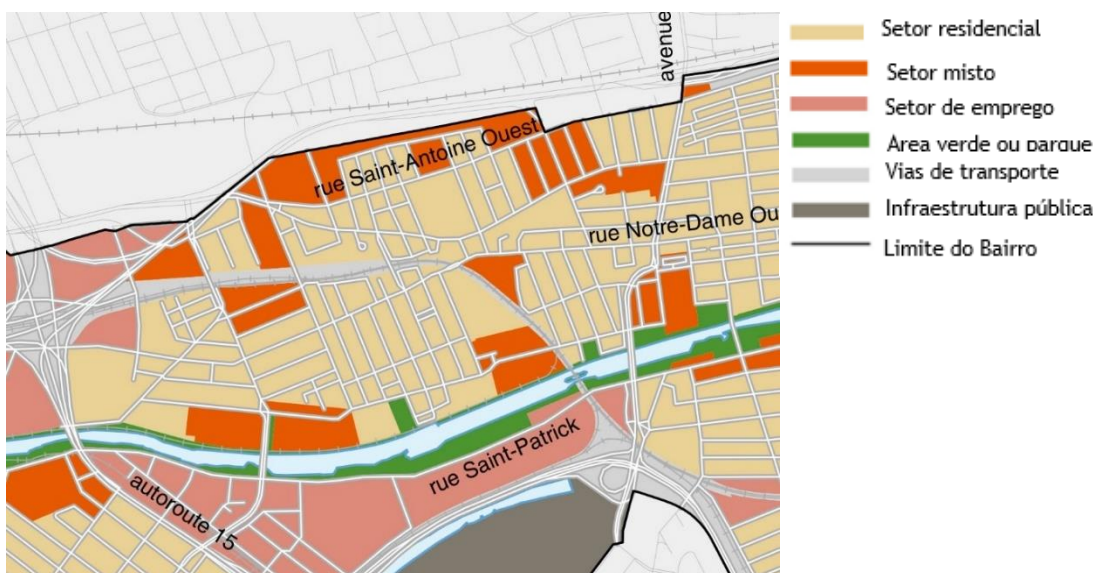 avenue
rue Saint-Antoine Ouest
rue Notre-Dame Ou
rue Saint-Patrick
autoroute 15
Setor residencial
Setor misto
Setor de emprego
Area verde ou parque
Vias de transporte
Infraestrutura pública
Limite do Bairro